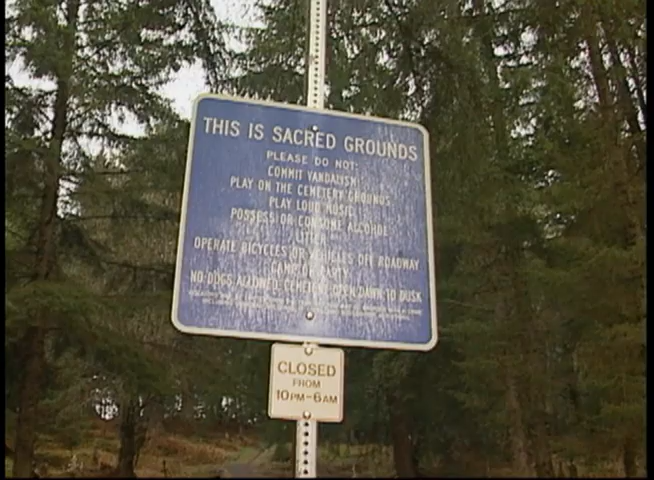 THIS IS SACRED GROUNDS
PLEASE DO NOT:
COMMIT VANDALISM
PLAY ON THE CEMETERY GROUNDS
PLAY LOUD MUSIC
POSSESS OR CONSUME ALCOHOL
LITTER
OPERATE BICYCLES OR VEHICLES OFF ROADWAY
CAMP OR PARTY
NO DOGS ALLOWED. CEMETERY OPEN DAWN TO DUSK
CLOSED
FROM
10PM-6AM